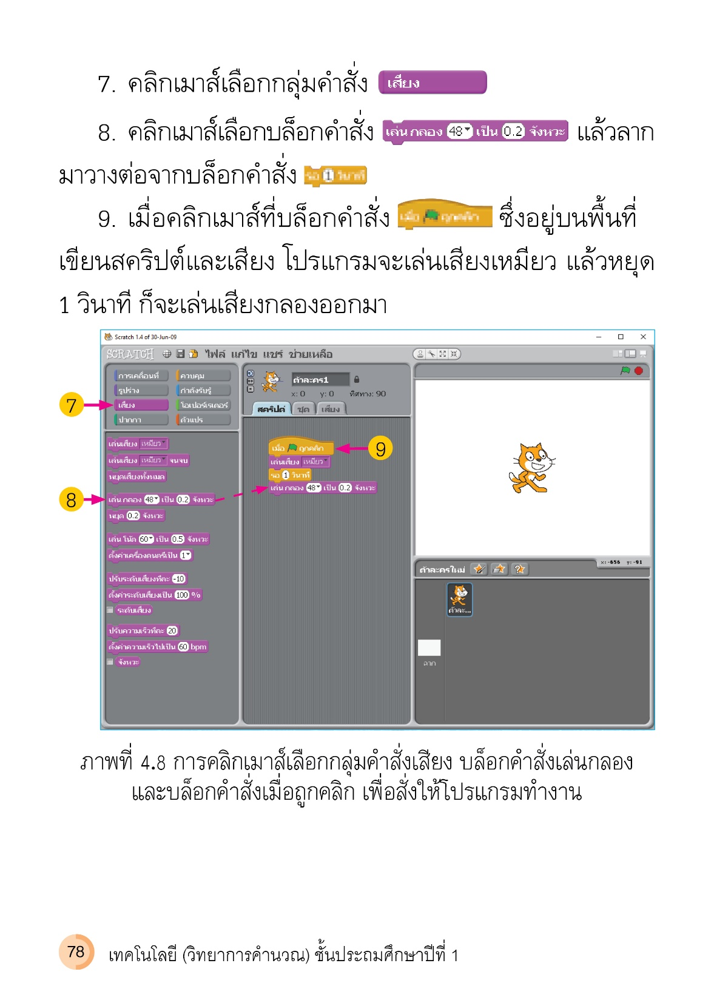 7. คลิกเมาส์เลือกกลุ่มคำสั่ง เสียง
8. คลิกเมาส์เลือกบล็อกคำสั่ง เล่น กลอง 48 เป็น 0.2 จังหวะ แล้วลาก
มาวางต่อจากบล็อกคำสั่ง รอ 1 วินาที
9. เมื่อคลิกเมาส์ที่บล็อกคำสั่ง เมื่อ ถูกคลิก ซึ่งอยู่บนพื้นที่
เขียนสคริปต์และเสียง โปรแกรมจะเล่นเสียงเหมียว แล้วหยุด
1 วินาที ก็จะเล่นเสียงกลองออกมา
Scratch 1.4 of 30-Jun-09
SCRATCH ไฟล์ แก้ไข แชร์ ช่วยเหลือ
การเคลื่อนที่ ควบคุม
รูปร่าง กำลังรับรู้
7 เสียง โอเปอร์เรเตอร์
ปากกา ตัวแปร
เล่นเสียง เหมียว
เล่นเสียง เหมียว จนจบ
หยุดเสียงทั้งหมด
8 เล่น กลอง 48 เป็น 0.2 จังหวะ
หยุด 0.2 จังหวะ
เล่น โน้ต 60 เป็น 0.5 จังหวะ
ตั้งค่าเครื่องดนตรีเป็น 1
ปรับระดับเสียงทีละ -10
ตั้งค่าระดับเสียงเป็น 100 %
ระดับเสียง
ปรับความเร็วทีละ 20
ตั้งค่าความเร็วไปเป็น 60 bpm
จังหวะ
ตัวละคร1
x: 0 y: 0 ทิศทาง: 90
สคริปต์ ชุด เสียง
เมื่อ ถูกคลิก 9
เล่นเสียง เหมียว
รอ 1 วินาที
เล่น กลอง 48 เป็น 0.2 จังหวะ
x: -656 y: -91
ตัวละครใหม่
ตัวละ...
ฉาก
ภาพที่ 4.8 การคลิกเมาส์เลือกกลุ่มคำสั่งเสียง บล็อกคำสั่งเล่นกลอง
และบล็อกคำสั่งเมื่อถูกคลิก เพื่อสั่งให้โปรแกรมทำงาน
78 เทคโนโลยี (วิทยาการคำนวณ) ชั้นประถมศึกษาปีที่ 1